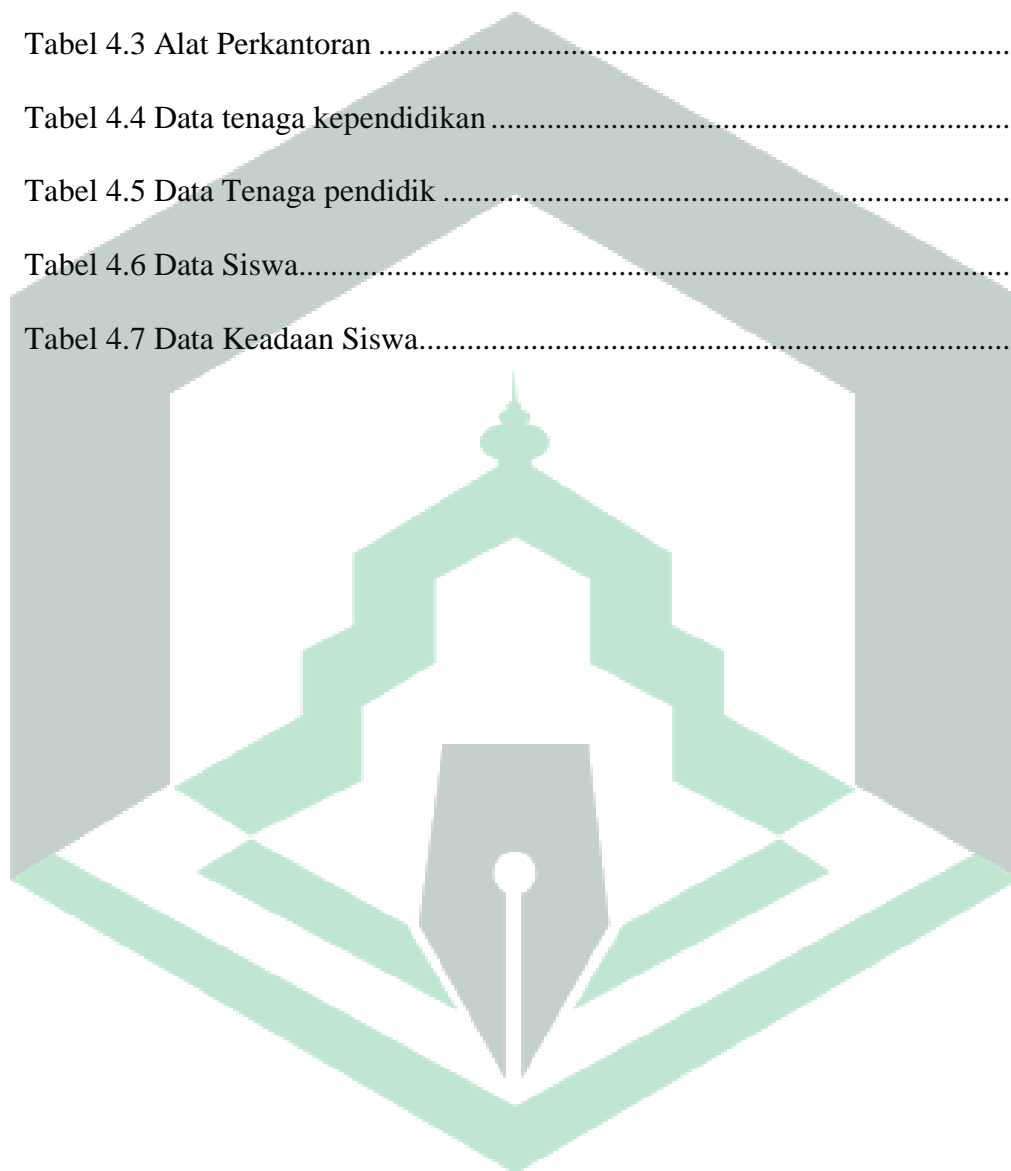 Tabel 4.3 Alat Perkantoran ................................................................................
Tabel 4.4 Data tenaga kependidikan ..................................................................
Tabel 4.5 Data Tenaga pendidik ........................................................................
Tabel 4.6 Data Siswa..........................................................................................
Tabel 4.7 Data Keadaan Siswa...........................................................................